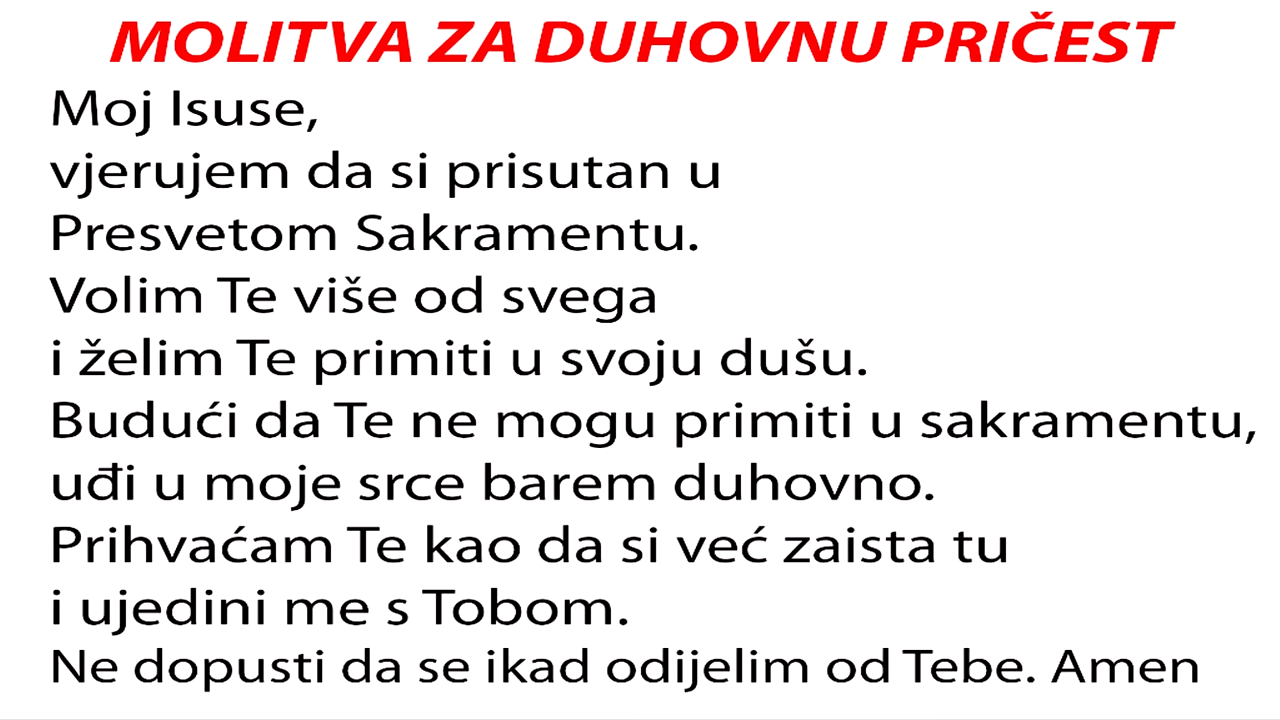 MOLITVA ZA DUHOVNU PRIČEST
Moj Isuse,
vjerujem da si prisutan u
Presvetom Sakramentu.
Volim Te više od svega
i želim Te primiti u svoju dušu.
Budući da Te ne mogu primiti u sakramentu,
uđi u moje srce barem duhovno.
Prihvaćam Te kao da si već zaista tu
i ujedini me s Tobom.
Ne dopusti da se ikad odijelim od Tebe. Amen